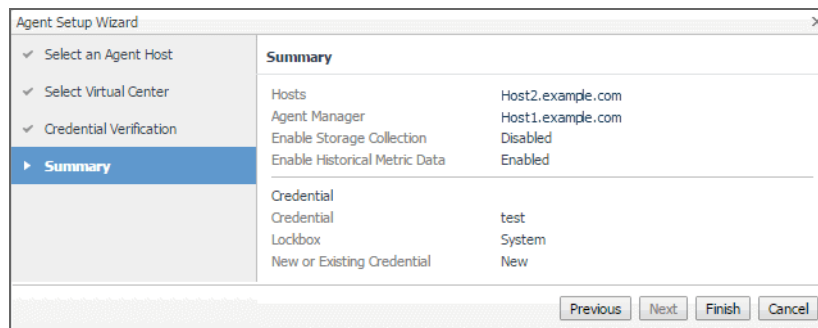 Agent Setup Wizard
Select an Agent Host
Select Virtual Center
Credential Verification
Summary
Summary
Hosts Host2.example.com
Agent Manager Host1.example.com
Enable Storage Collection Disabled
Enable Historical Metric Data Enabled
Credential
Credential test
Lockbox System
New or Existing Credential New
Previous Next Finish Cancel